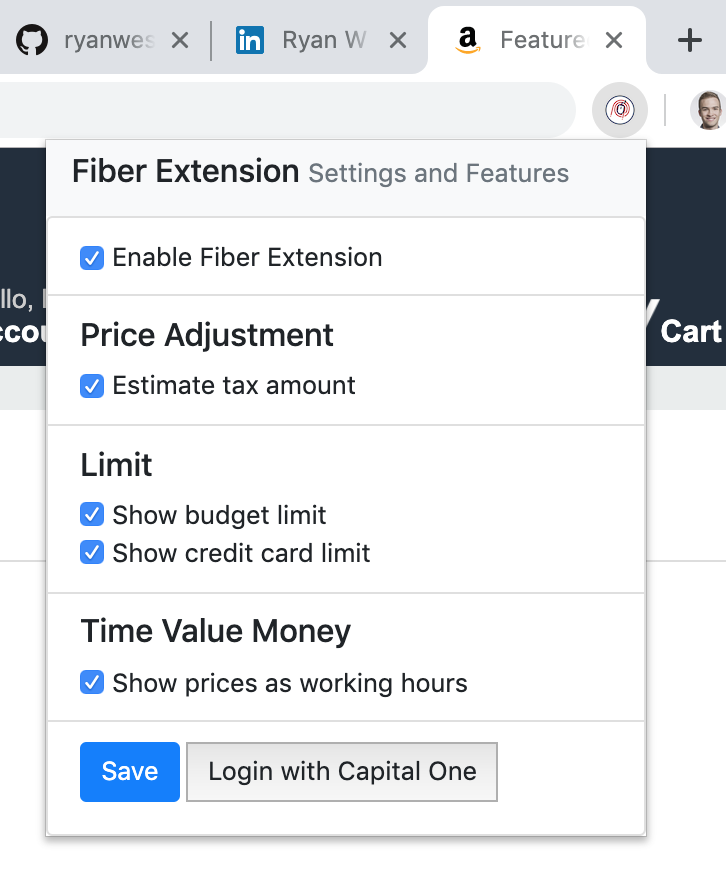 ryanwes
Ryan W
Feature
Fiber Extension Settings and Features
Enable Fiber Extension
Price Adjustment
Estimate tax amount
Limit
Show budget limit
Show credit card limit
Time Value Money
Show prices as working hours
Save Login with Capital One
Cart